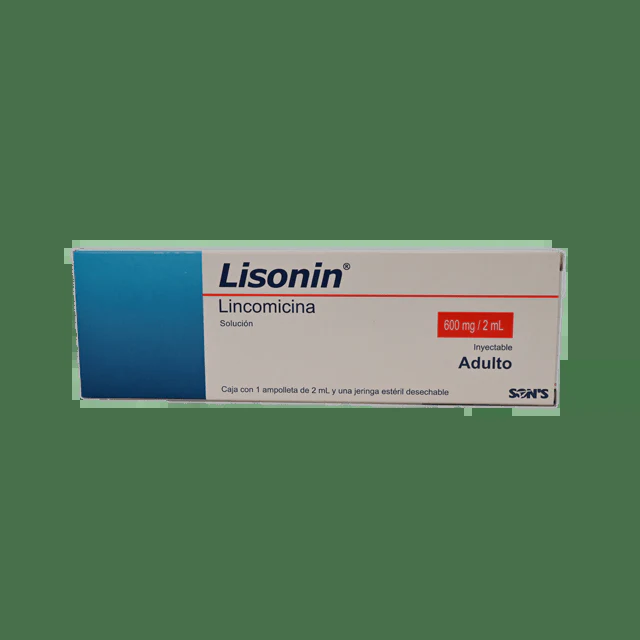 Lisonin®
Lincomicina
Solución
600 mg / 2 mL
Inyectable
Adulto
Caja con 1 ampolleta de 2 mL y una jeringa estéril desechable
SON'S